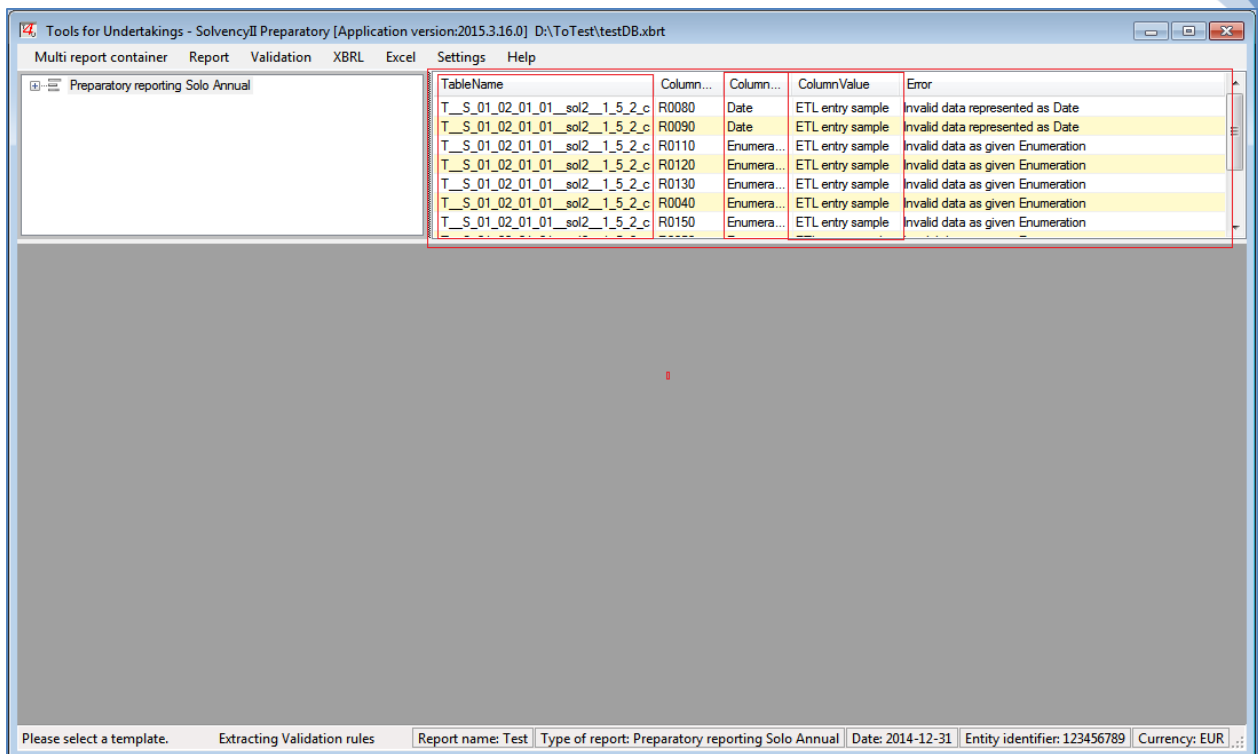 Tools for Undertakings - SolvencyII Preparatory [Application version:2015.3.16.0] D:\ToTest\testDB.xbrt
Multi report container Report Validation XBRL Excel Settings Help
Preparatory reporting Solo Annual
TableName Column... Column... ColumnValue Error
T__S_01_02_01_01__sol2__1_5_2_c R0080 Date ETL entry sample Invalid data represented as Date
T__S_01_02_01_01__sol2__1_5_2_c R0090 Date ETL entry sample Invalid data represented as Date
T__S_01_02_01_01__sol2__1_5_2_c R0110 Enumera... ETL entry sample Invalid data as given Enumeration
T__S_01_02_01_01__sol2__1_5_2_c R0120 Enumera... ETL entry sample Invalid data as given Enumeration
T__S_01_02_01_01__sol2__1_5_2_c R0130 Enumera... ETL entry sample Invalid data as given Enumeration
T__S_01_02_01_01__sol2__1_5_2_c R0040 Enumera... ETL entry sample Invalid data as given Enumeration
T__S_01_02_01_01__sol2__1_5_2_c R0150 Enumera... ETL entry sample Invalid data as given Enumeration
Please select a template. Extracting Validation rules Report name: Test Type of report: Preparatory reporting Solo Annual Date: 2014-12-31 Entity identifier: 123456789 Currency: EUR